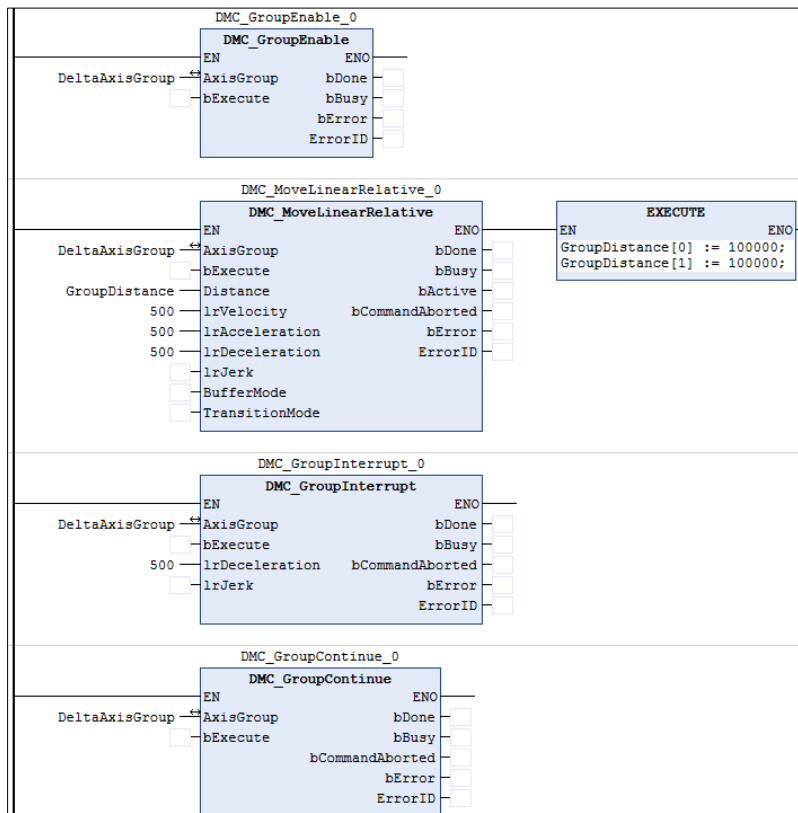 DMC_GroupEnable_0
DMC_GroupEnable
EN ENO
DeltaAxisGroup AxisGroup bDone
bExecute bBusy
bError
ErrorID
DMC_MoveLinearRelative_0
DMC_MoveLinearRelative EXECUTE
EN ENO EN ENO
DeltaAxisGroup AxisGroup bDone GroupDistance[0] := 100000;
bExecute bBusy GroupDistance[1] := 100000;
GroupDistance Distance bActive
500 lrVelocity bCommandAborted
500 lrAcceleration bError
500 lrDeceleration ErrorID
lrJerk
BufferMode
TransitionMode
DMC_GroupInterrupt_0
DMC_GroupInterrupt
EN ENO
DeltaAxisGroup AxisGroup bDone
bExecute bBusy
500 lrDeceleration bCommandAborted
lrJerk bError
ErrorID
DMC_GroupContinue_0
DMC_GroupContinue
EN ENO
DeltaAxisGroup AxisGroup bDone
bExecute bBusy
bCommandAborted
bError
ErrorID